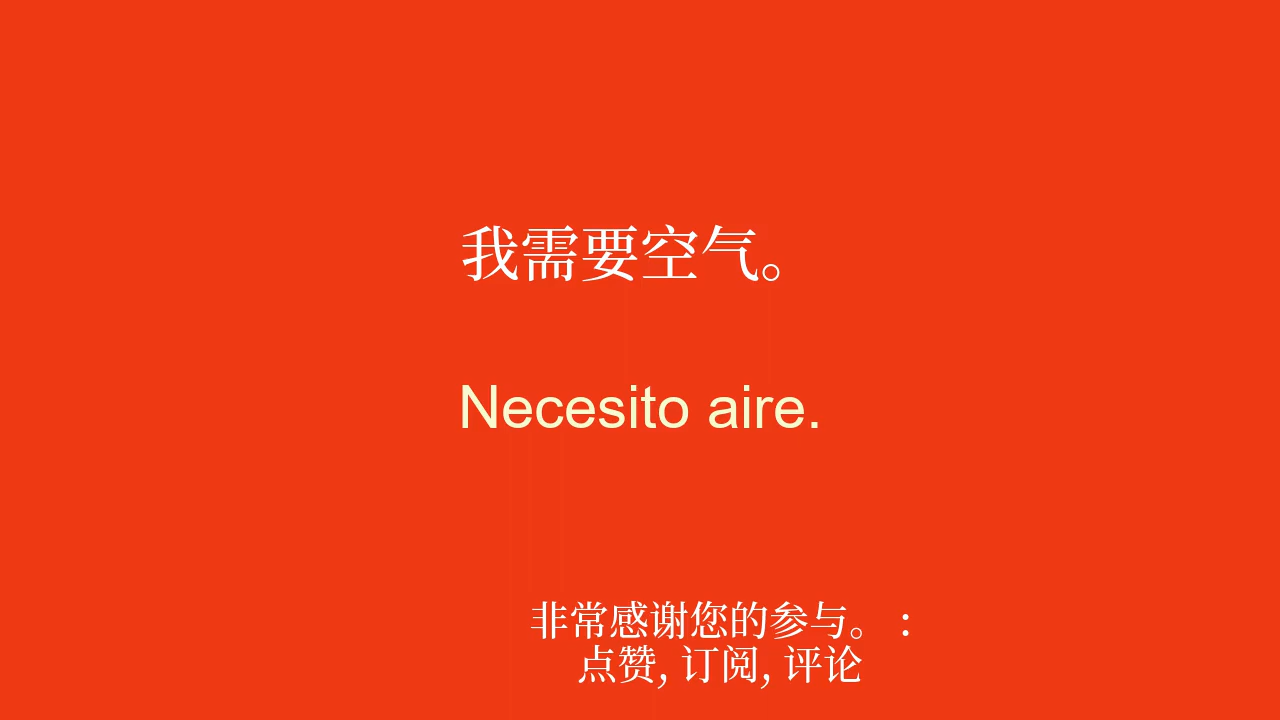 我需要空气。
Necesito aire.
非常感谢您的参与。 :
点赞, 订阅, 评论